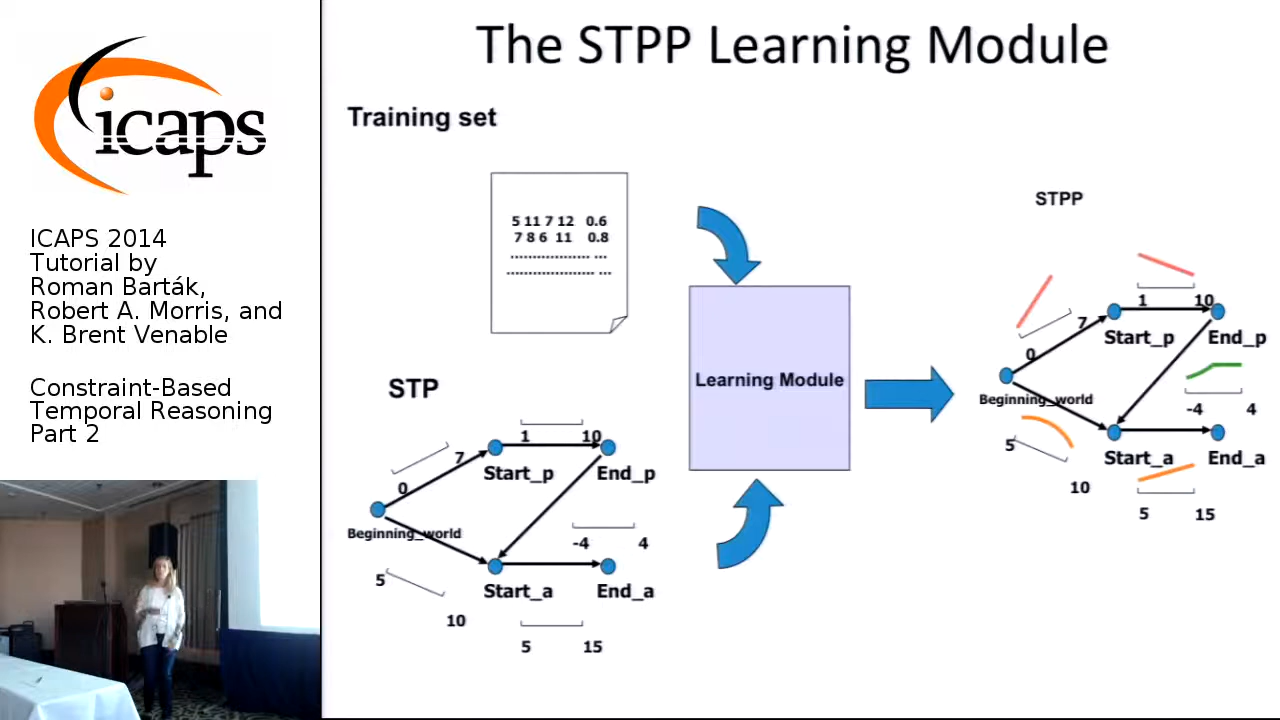 icaps
ICAPS 2014
Tutorial by
Roman Barták,
Robert A. Morris, and
K. Brent Venable
Constraint-Based
Temporal Reasoning
Part 2
The STPP Learning Module
Training set
5 11 7 12 0.6
7 8 6 11 0.8
...................... ...
........................ ...
STP
1 10
7
Start_p End_p
0
Beginning_world
-4 4
5
Start_a End_a
10
5 15
Learning Module
STPP
1 10
7
Start_p End_p
0
Beginning_world
-4 4
5
Start_a End_a
10
5 15